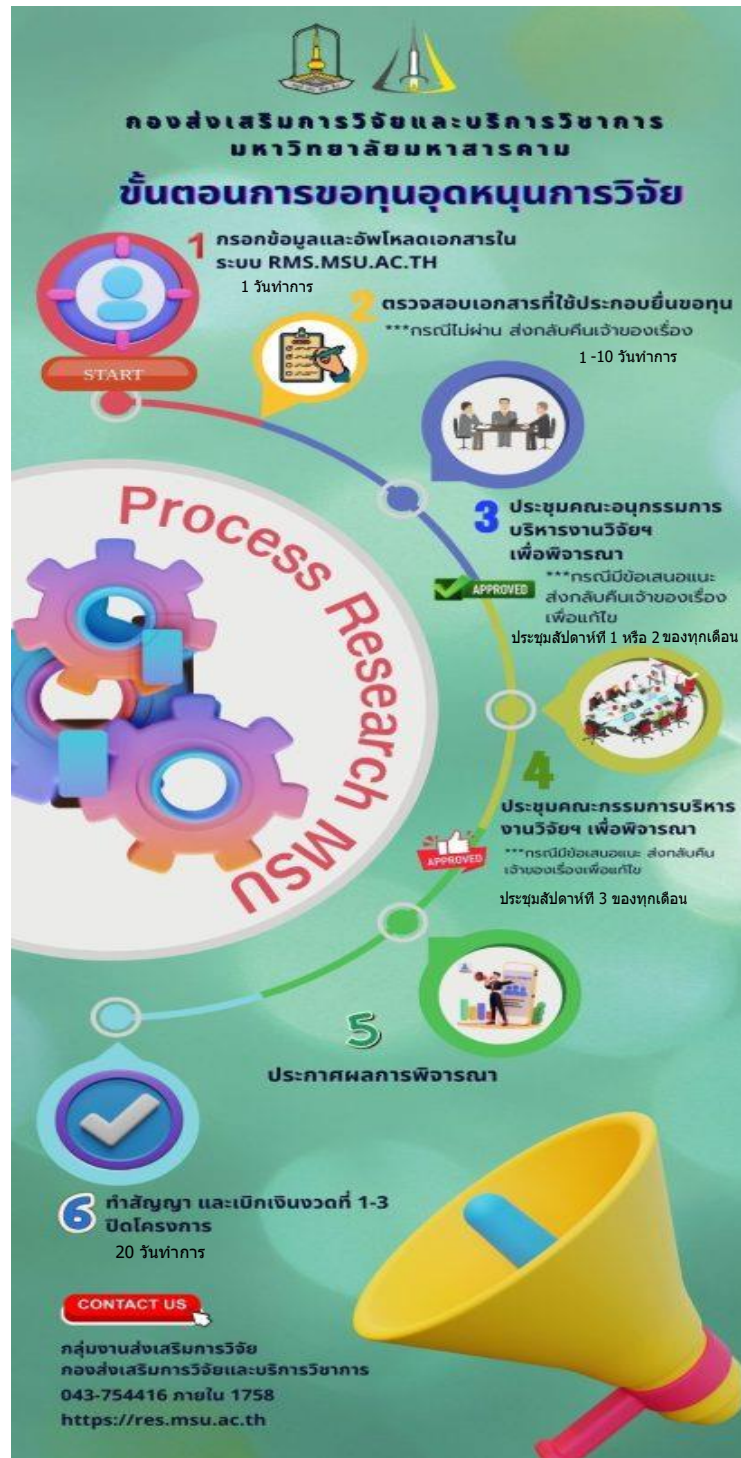 กองส่งเสริมการวิจัยและบริการวิชาการ
มหาวิทยาลัยมหาสารคาม
ขั้นตอนการขอทุนอุดหนุนการวิจัย
1 กรอกข้อมูลและอัพโหลดเอกสารใน
ระบบ RMS.MSU.AC.TH
1 วันทำการ
START
2 ตรวจสอบเอกสารที่ใช้ประกอบยื่นขอทุน
***กรณีไม่ผ่าน ส่งกลับคืนเจ้าของเรื่อง
1 -10 วันทำการ
Process Research MSU
3 ประชุมคณะอนุกรรมการ
บริหารงานวิจัยฯ
เพื่อพิจารณา
APPROVED
***กรณีมีข้อเสนอแนะ
ส่งกลับคืนเจ้าของเรื่อง
เพื่อแก้ไข
ประชุมสัปดาห์ที่ 1 หรือ 2 ของทุกเดือน
4
ประชุมคณะกรรมการบริหาร
งานวิจัยฯ เพื่อพิจารณา
APPROVED
***กรณีมีข้อเสนอแนะ ส่งกลับคืน
เจ้าของเรื่องเพื่อแก้ไข
ประชุมสัปดาห์ที่ 3 ของทุกเดือน
5
ประกาศผลการพิจารณา
6 ทำสัญญา และเบิกเงินงวดที่ 1-3
ปิดโครงการ
20 วันทำการ
CONTACT US
กลุ่มงานส่งเสริมการวิจัย
กองส่งเสริมการวิจัยและบริการวิชาการ
043-754416 ภายใน 1758
https://res.msu.ac.th